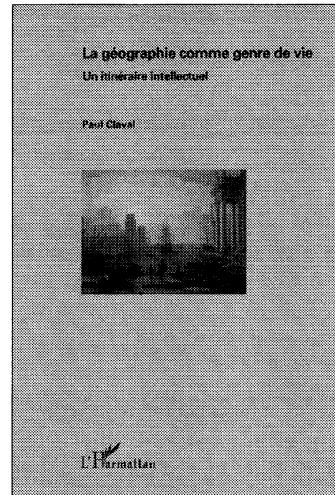 La géographie comme genre de vie
Un itinéraire intellectuel
Paul Claval
L'Harmattan